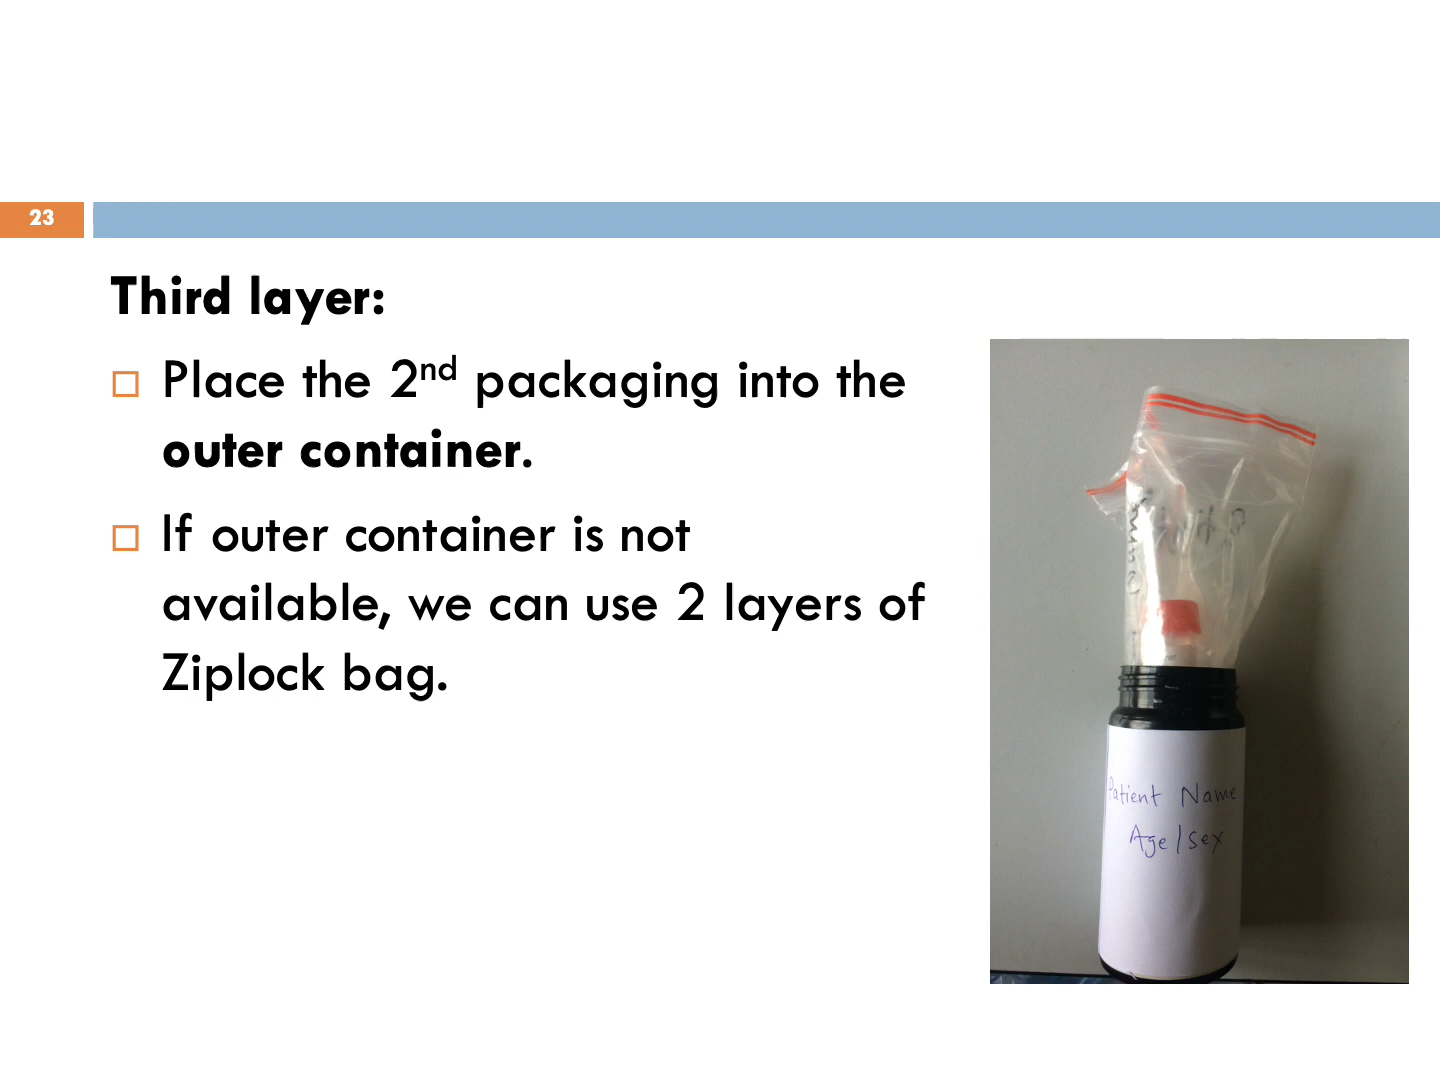 23
Third layer:
Place the 2nd packaging into the
outer container.
If outer container is not
available, we can use 2 layers of
Ziplock bag.
Patient Name
Age/Sex